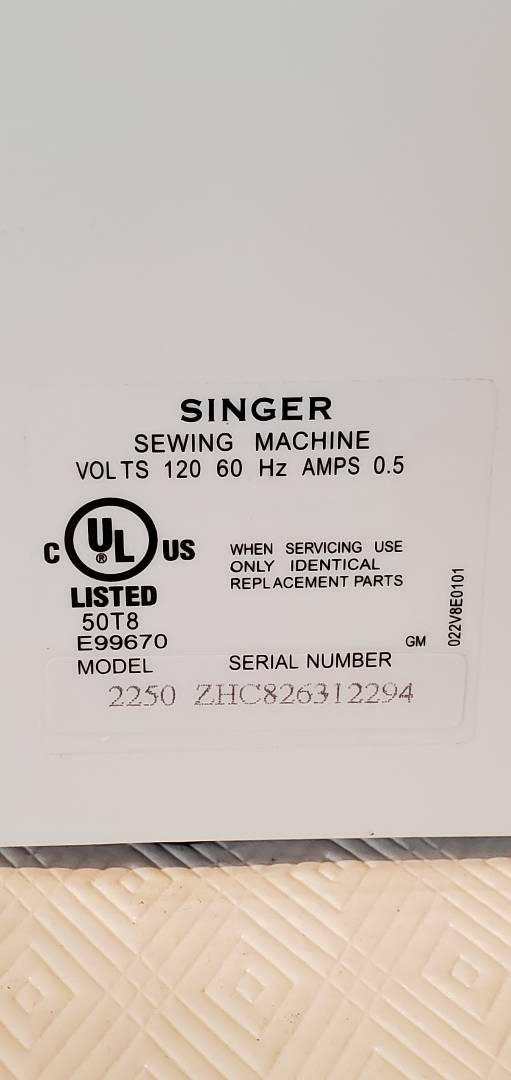 SINGER
SEWING MACHINE
VOLTS 120 60 Hz AMPS 0.5
C UL® US
LISTED
50T8
E99670
WHEN SERVICING USE
ONLY IDENTICAL
REPLACEMENT PARTS
022V8E0101
GM
MODEL SERIAL NUMBER
2250 ZHC826312294